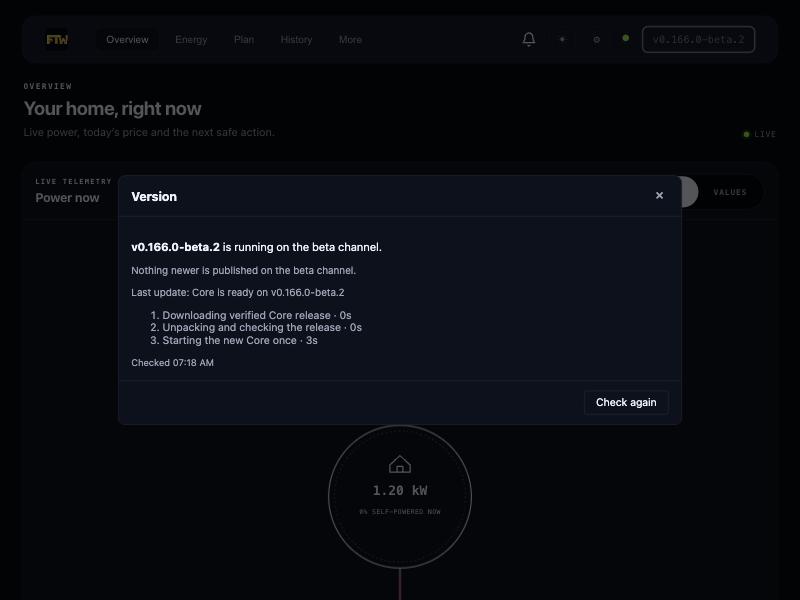 FTW
Overview
Energy
Plan
History
More
v0.166.0-beta.2
OVERVIEW
Your home, right now
Live power, today's price and the next safe action.
LIVE
LIVE TELEMETRY
Power now
VALUES
Version
v0.166.0-beta.2 is running on the beta channel.
Nothing newer is published on the beta channel.
Last update: Core is ready on v0.166.0-beta.2
1. Downloading verified Core release · 0s
2. Unpacking and checking the release · 0s
3. Starting the new Core once · 3s
Checked 07:18 AM
Check again
1.20 kW
0% SELF-POWERED NOW